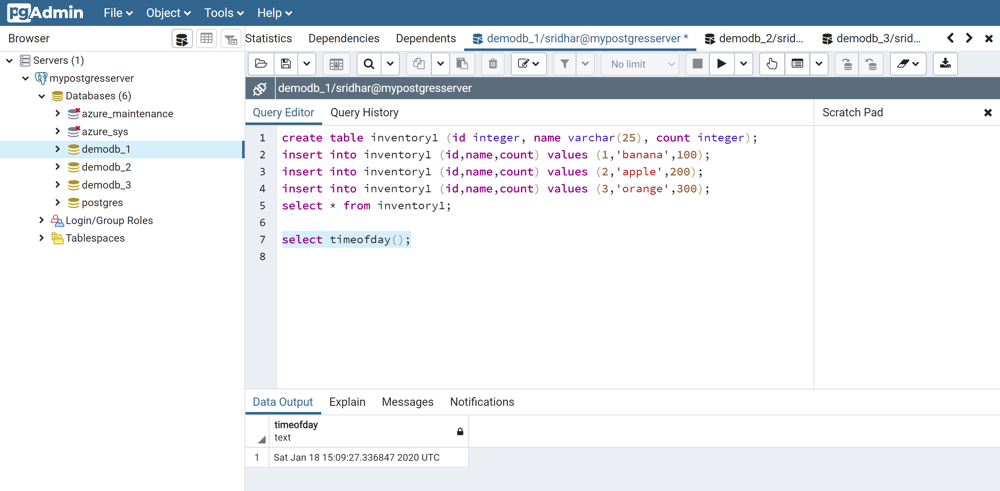 pgAdmin File Object Tools Help
Browser
Statistics Dependencies Dependents demodb_1/sridhar@mypostgresserver * demodb_2/srid... demodb_3/srid...
Servers (1)
mypostgresserver
Databases (6)
azure_maintenance
azure_sys
demodb_1
demodb_2
demodb_3
postgres
Login/Group Roles
Tablespaces
No limit
demodb_1/sridhar@mypostgresserver
Query Editor Query History
Scratch Pad
1 create table inventory1 (id integer, name varchar(25), count integer);
2 insert into inventory1 (id,name,count) values (1,'banana',100);
3 insert into inventory1 (id,name,count) values (2,'apple',200);
4 insert into inventory1 (id,name,count) values (3,'orange',300);
5 select * from inventory1;
6
7 select timeofday();
8
Data Output Explain Messages Notifications
timeofday
text
1 Sat Jan 18 15:09:27.336847 2020 UTC